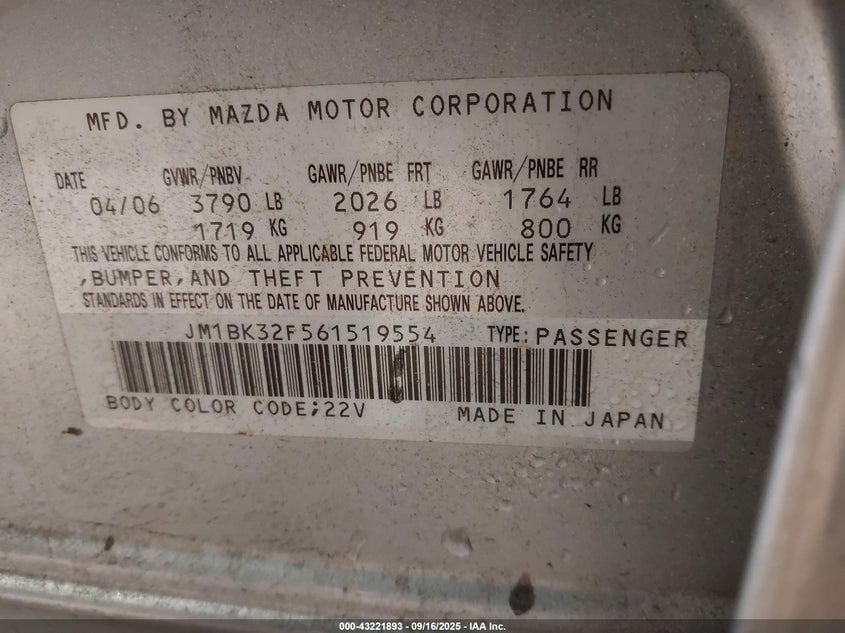 MFD. BY MAZDA MOTOR CORPORATION
DATE GVWR/PNBV GAWR/PNBE FRT GAWR/PNBE RR
04/06 3790 LB 2026 LB 1764 LB
1719 KG 919 KG 800 KG
THIS VEHICLE CONFORMS TO ALL APPLICABLE FEDERAL MOTOR VEHICLE SAFETY
,BUMPER,AND THEFT PREVENTION
STANDARDS IN EFFECT ON THE DATE OF MANUFACTURE SHOWN ABOVE.
JM1BK32F561519554 TYPE: PASSENGER
BODY COLOR CODE;22V MADE IN JAPAN
000-43221893 - 09/16/2025 - IAA Inc.